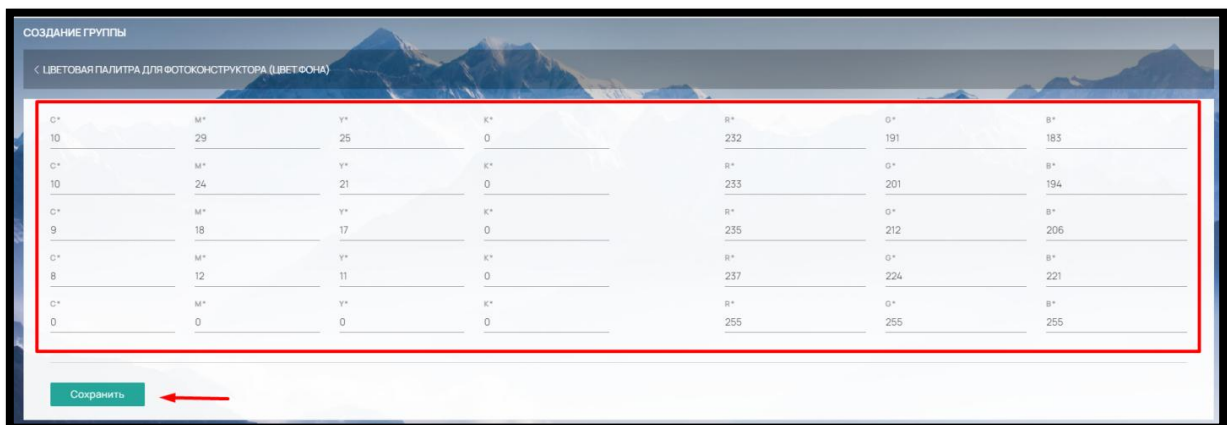 СОЗДАНИЕ ГРУППЫ
< ЦВЕТОВАЯ ПАЛИТРА ДЛЯ ФОТОКОНСТРУКТОРА (ЦВЕТ ФОНА)
C* M* Y* K* R* G* B*
10 29 25 0 232 191 183
C* M* Y* K* R* G* B*
10 24 21 0 233 201 194
C* M* Y* K* R* G* B*
9 18 17 0 235 212 206
C* M* Y* K* R* G* B*
8 12 11 0 237 224 221
C* M* Y* K* R* G* B*
0 0 0 0 255 255 255
Сохранить